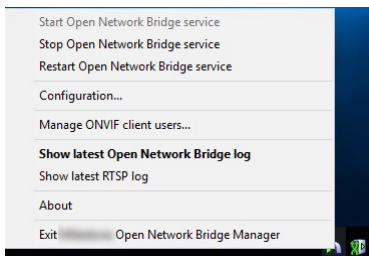 Start Open Network Bridge service
Stop Open Network Bridge service
Restart Open Network Bridge service
Configuration...
Manage ONVIF client users...
Show latest Open Network Bridge log
Show latest RTSP log
About
Exit Open Network Bridge Manager